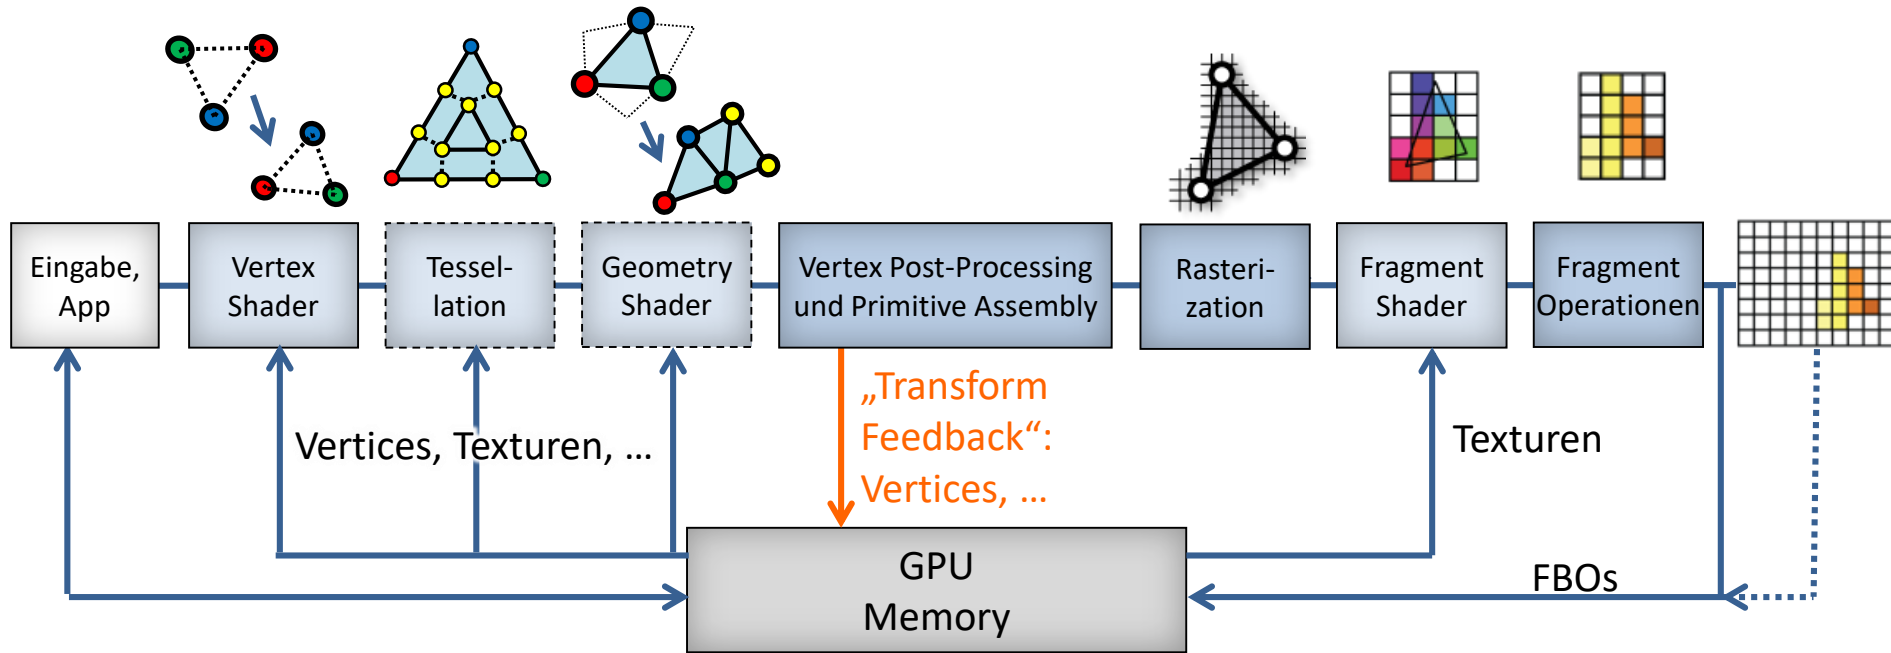 Eingabe,
App
Vertex
Shader
Tessel-
lation
Geometry
Shader
Vertex Post-Processing
und Primitive Assembly
Rasteri-
zation
Fragment
Shader
Fragment
Operationen
„Transform
Feedback“:
Vertices, …
Vertices, Texturen, …
Texturen
FBOs
GPU
Memory